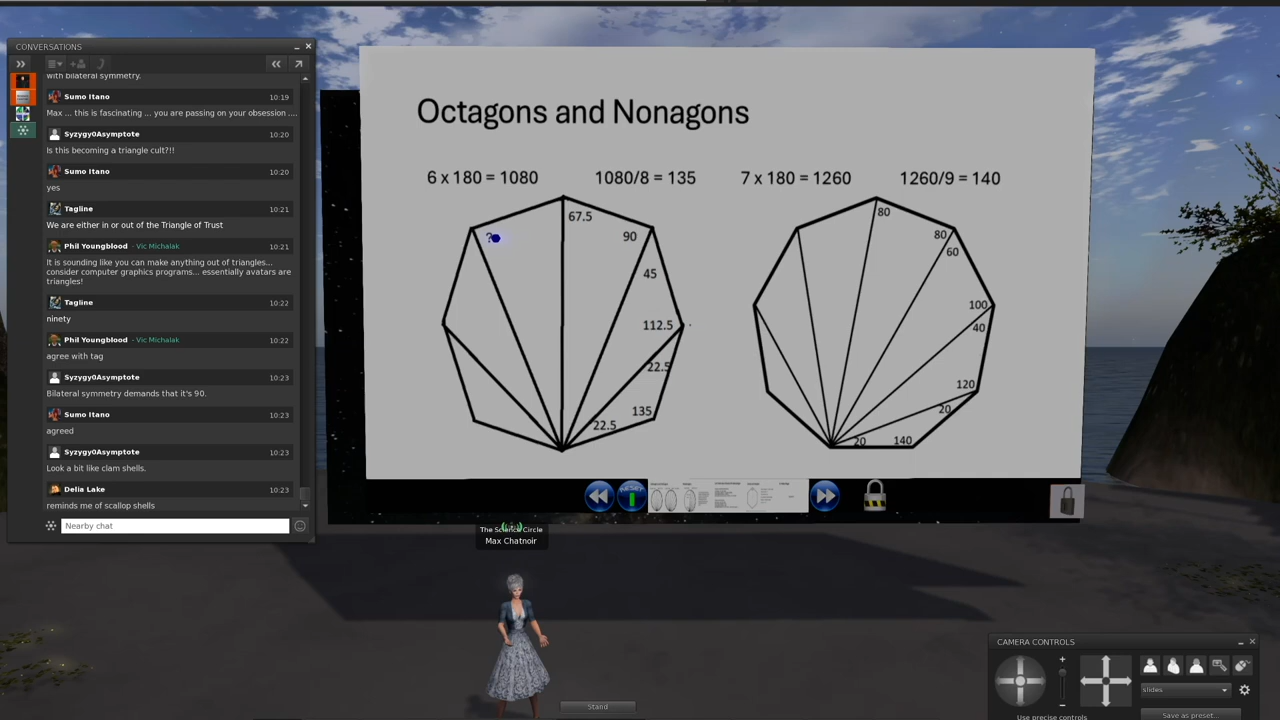 CONVERSATIONS
with bilateral symmetry.
Sumo Itano 10:19
Max ... this is fascinating ... you are passing on your obsession ....
Syzygy0Asymptote 10:20
Is this becoming a triangle cult?!!
Sumo Itano 10:20
yes
Tagline 10:21
We are either in or out of the Triangle of Trust
Phil Youngblood - Vic Michalak 10:21
It is sounding like you can make anything out of triangles...
consider computer graphics programs... essentially avatars are
triangles!
Tagline 10:22
ninety
Phil Youngblood - Vic Michalak 10:22
agree with tag
Syzygy0Asymptote 10:23
Bilateral symmetry demands that it's 90.
Sumo Itano 10:23
agreed
Syzygy0Asymptote 10:23
Look a bit like clam shells.
Delia Lake 10:23
reminds me of scallop shells
Nearby chat
Octagons and Nonagons
6 x 180 = 1080 1080/8 = 135 7 x 180 = 1260 1260/9 = 140
67.5
?
90
45
112.5
22.5
135
22.5
80
80
60
100
40
120
20
20
140
The Science Circle
Max Chatnoir
Stand
CAMERA CONTROLS
slides
Save as preset...
Use precise controls